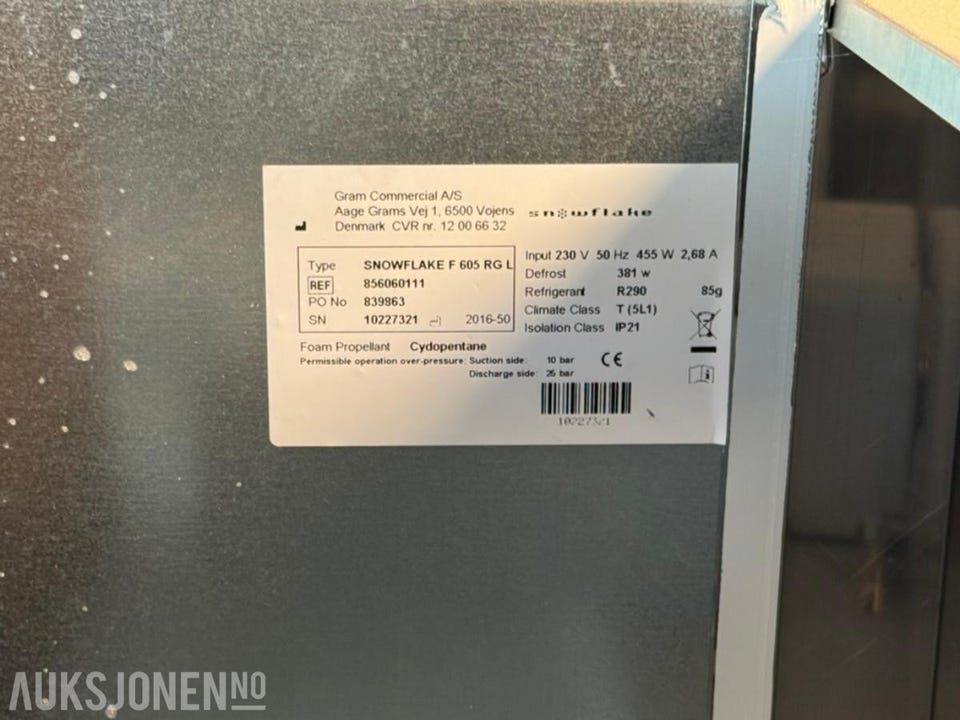 Gram Commercial A/S
Aage Grams Vej 1, 6500 Vojens
Denmark CVR nr. 12 00 66 32
snowflake
Type SNOWFLAKE F 605 RG L
REF 856060111
PO No 839863
SN 10227321 2016-50
Input 230 V 50 Hz 455 W 2,68 A
Defrost 381 w
Refrigerant R290 85g
Climate Class T (5L1)
Isolation Class IP21
Foam Propellant Cydopentane
Permissible operation over-pressure: Suction side: 10 bar
Discharge side: 25 bar
CE
10227321
AUKSJONEN NO